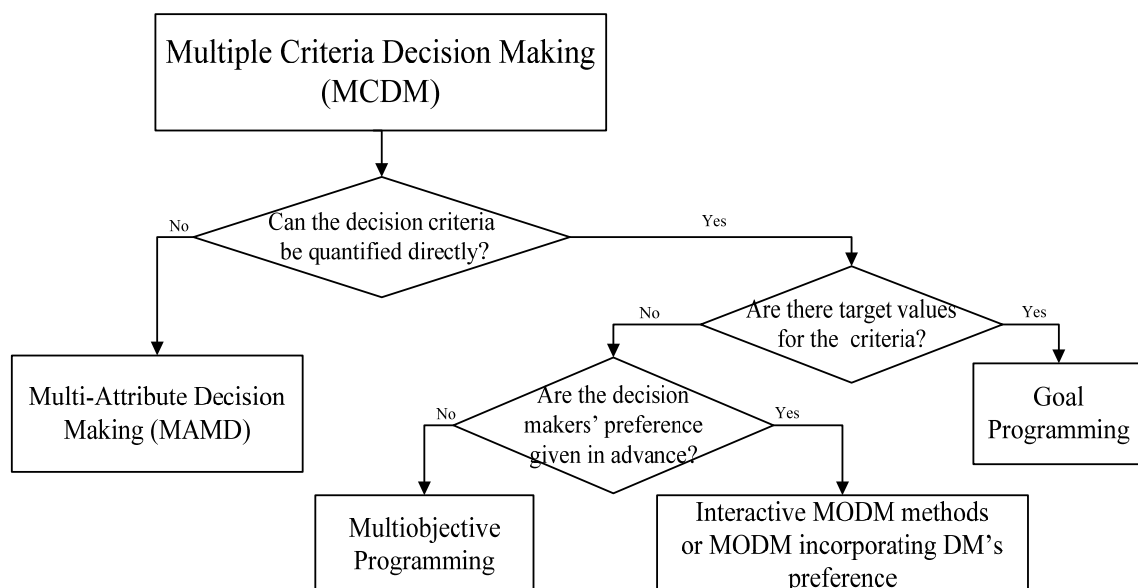 Multiple Criteria Decision Making
(MCDM)
No
Can the decision criteria
be quantified directly?
Yes
No
Are there target values
for the  criteria?
Yes
Multi-Attribute Decision
Making (MAMD)
No
Are the decision
makers' preference
given in advance?
Yes
Goal
Programming
Multiobjective
Programming
Interactive MODM methods
or MODM incorporating DM's
preference